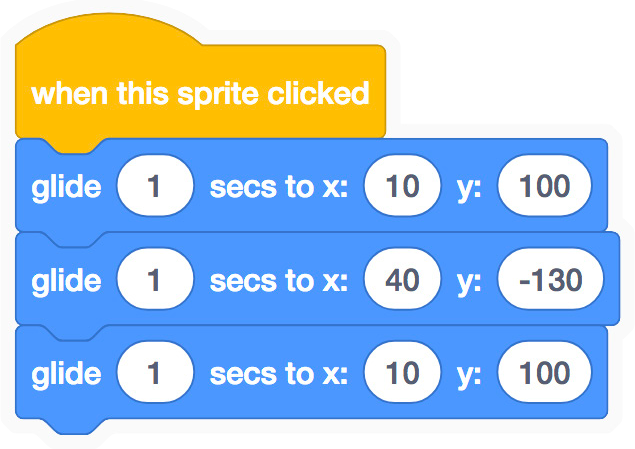 when this sprite clicked
glide 1 secs to x: 10 y: 100
glide 1 secs to x: 40 y: -130
glide 1 secs to x: 10 y: 100